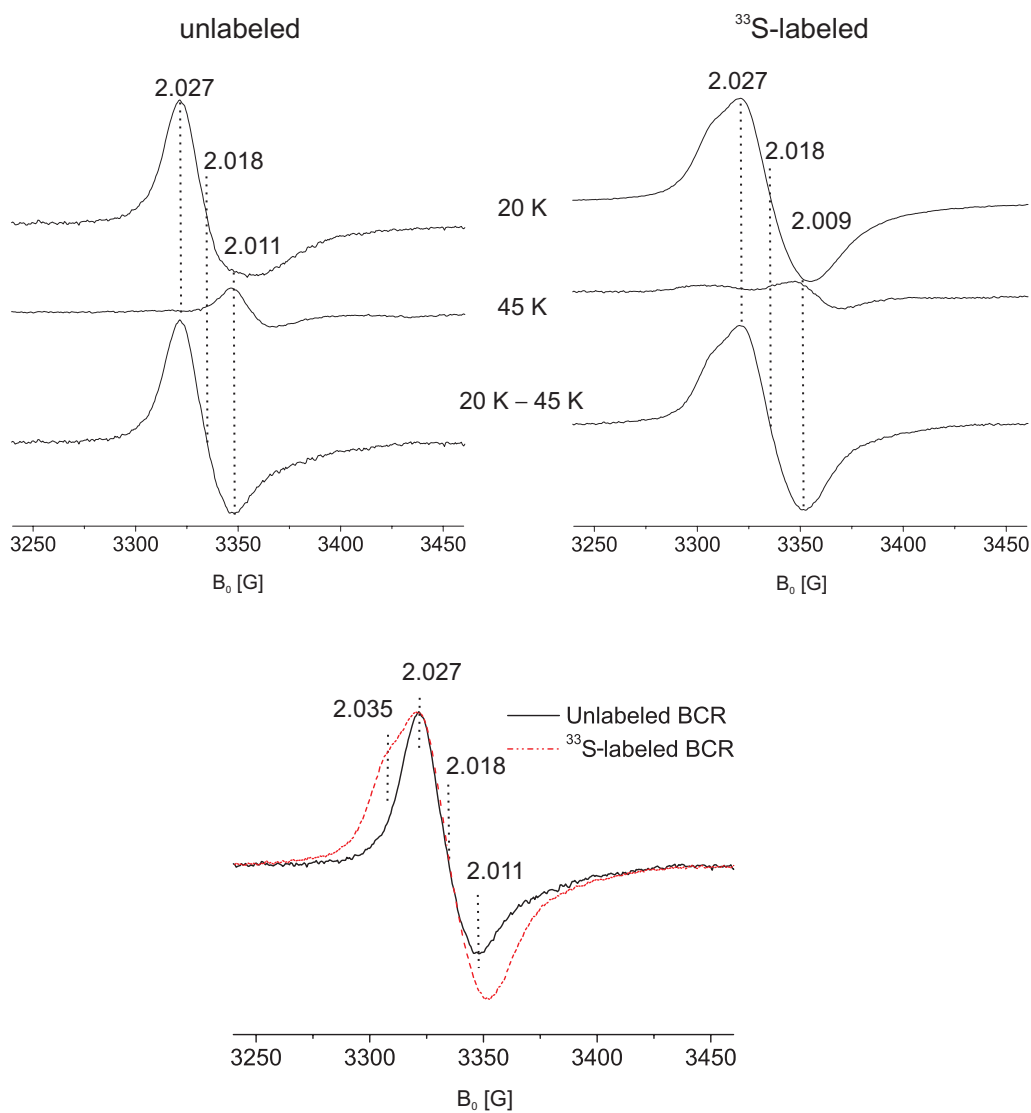 unlabeled
³³S-labeled
2.027
2.018
2.011
2.027
2.018
2.009
20 K
45 K
20 K – 45 K
3250 3300 3350 3400 3450
B₀ [G]
3250 3300 3350 3400 3450
B₀ [G]
2.027
2.035
2.018
2.011
Unlabeled BCR
³³S-labeled BCR
3250 3300 3350 3400 3450
B₀ [G]